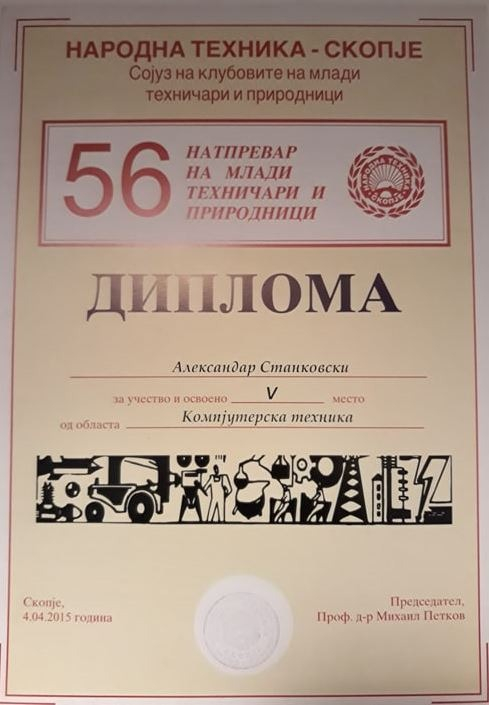 НАРОДНА ТЕХНИКА - СКОПЈЕ
Сојуз на клубовите на млади
техничари и природници
56
НАТПРЕВАР
НА МЛАДИ
ТЕХНИЧАРИ И
ПРИРОДНИЦИ
НАРОДНА ТЕХНИКА
СКОПЈЕ
ДИПЛОМА
Александар Станковски
за учество и освоено V место
од областа Компјутерска техника
Скопје,
4.04.2015 година
Председател,
Проф. д-р Михаил Петков